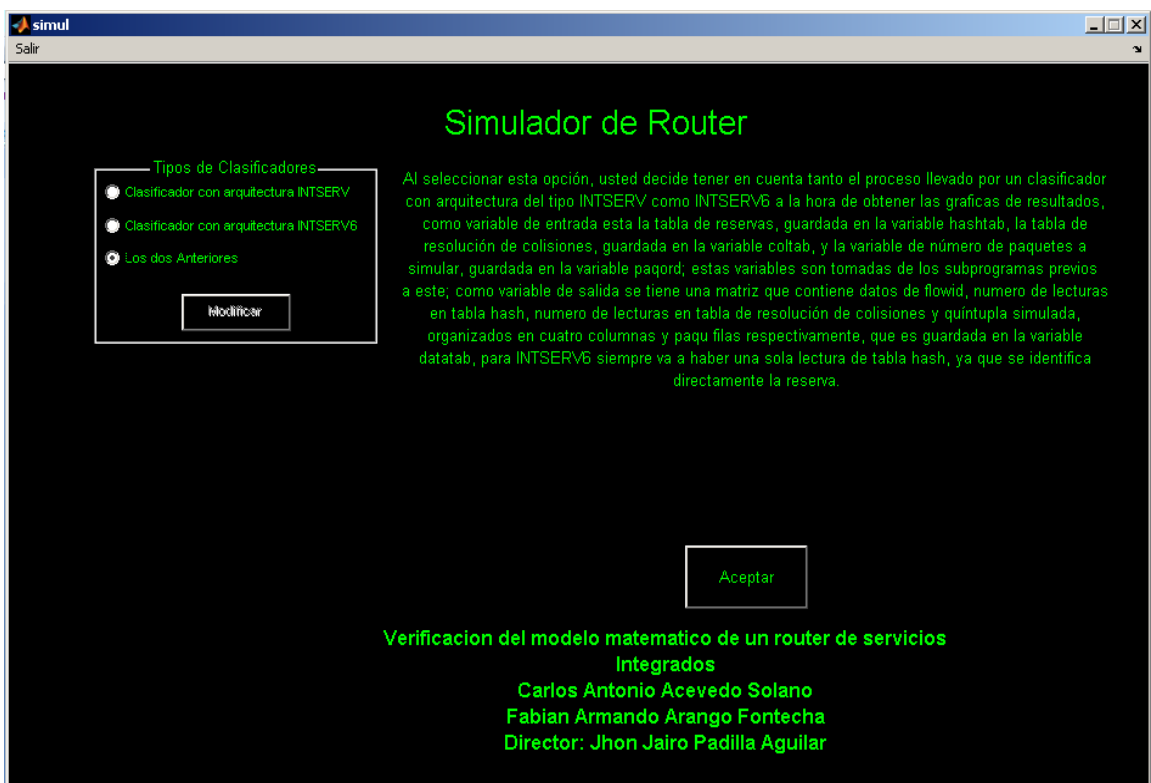 simul
Salir
Simulador de Router
Tipos de Clasificadores
Clasificador con arquitectura INTSERV
Clasificador con arquitectura INTSERV6
Los dos Anteriores
Modificar
Al seleccionar esta opción, usted decide tener en cuenta tanto el proceso llevado por un clasificador
con arquitectura del tipo INTSERV como INTSERV6 a la hora de obtener las graficas de resultados,
como variable de entrada esta la tabla de reservas, guardada en la variable hashtab, la tabla de
resolución de colisiones, guardada en la variable coltab, y la variable de número de paquetes a
simular, guardada en la variable paqord; estas variables son tomadas de los subprogramas previos
a este; como variable de salida se tiene una matriz que contiene datos de flowid, numero de lecturas
en tabla hash, numero de lecturas en tabla de resolución de colisiones y quíntupla simulada,
organizados en cuatro columnas y paqu filas respectivamente, que es guardada en la variable
datatab, para INTSERV6 siempre va a haber una sola lectura de tabla hash, ya que se identifica
directamente la reserva.
Aceptar
Verificacion del modelo matematico de un router de servicios
Integrados
Carlos Antonio Acevedo Solano
Fabian Armando Arango Fontecha
Director: Jhon Jairo Padilla Aguilar